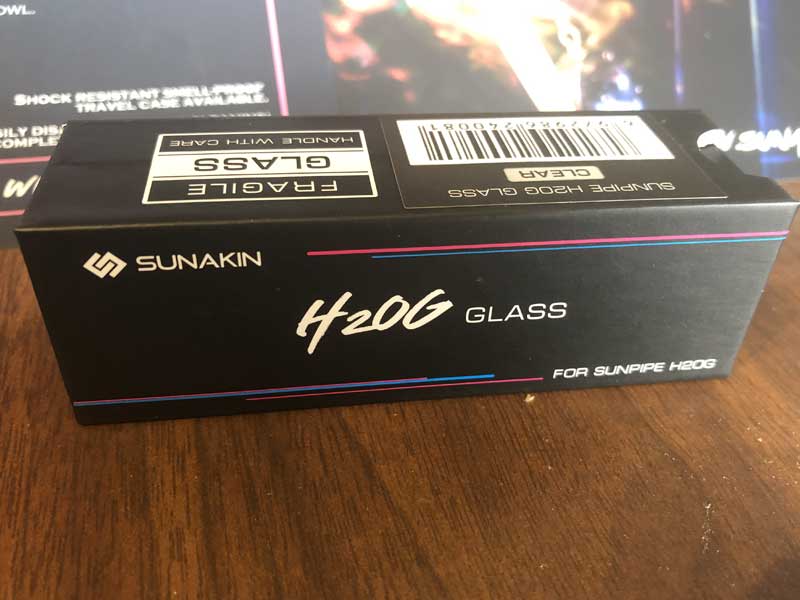 OWL.
SHOCK RESISTANT SMELL-PROOF
TRAVEL CASE AVAILABLE.
SUNPIPE H2OG GLASS
CLEAR
FRAGILE
GLASS
HANDLE WITH CARE
SUNAKIN
H2OG GLASS
FOR SUNPIPE H2OG